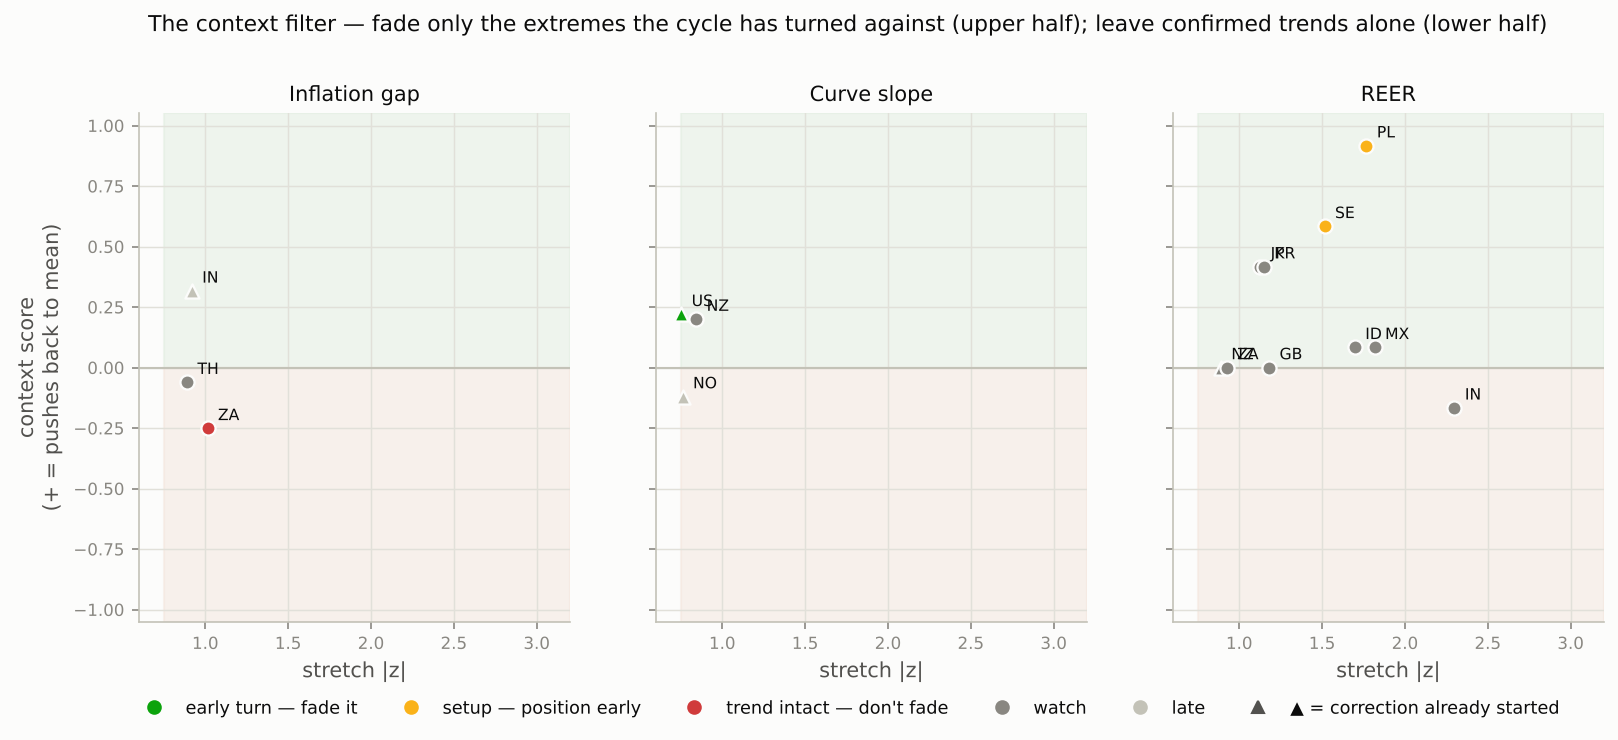 The context filter — fade only the extremes the cycle has turned against (upper half); leave confirmed trends alone (lower half)
Inflation gap
Curve slope
REER
context score
(+ = pushes back to mean)
1.00
0.75
0.50
0.25
0.00
−0.25
−0.50
−0.75
−1.00
IN
TH
ZA
US
NZ
NO
PL
SE
JP
KR
ID
MX
NZ
ZA
GB
IN
1.0 1.5 2.0 2.5 3.0
1.0 1.5 2.0 2.5 3.0
1.0 1.5 2.0 2.5 3.0
stretch |z|
stretch |z|
stretch |z|
early turn — fade it
setup — position early
trend intact — don't fade
watch
late
▲ = correction already started